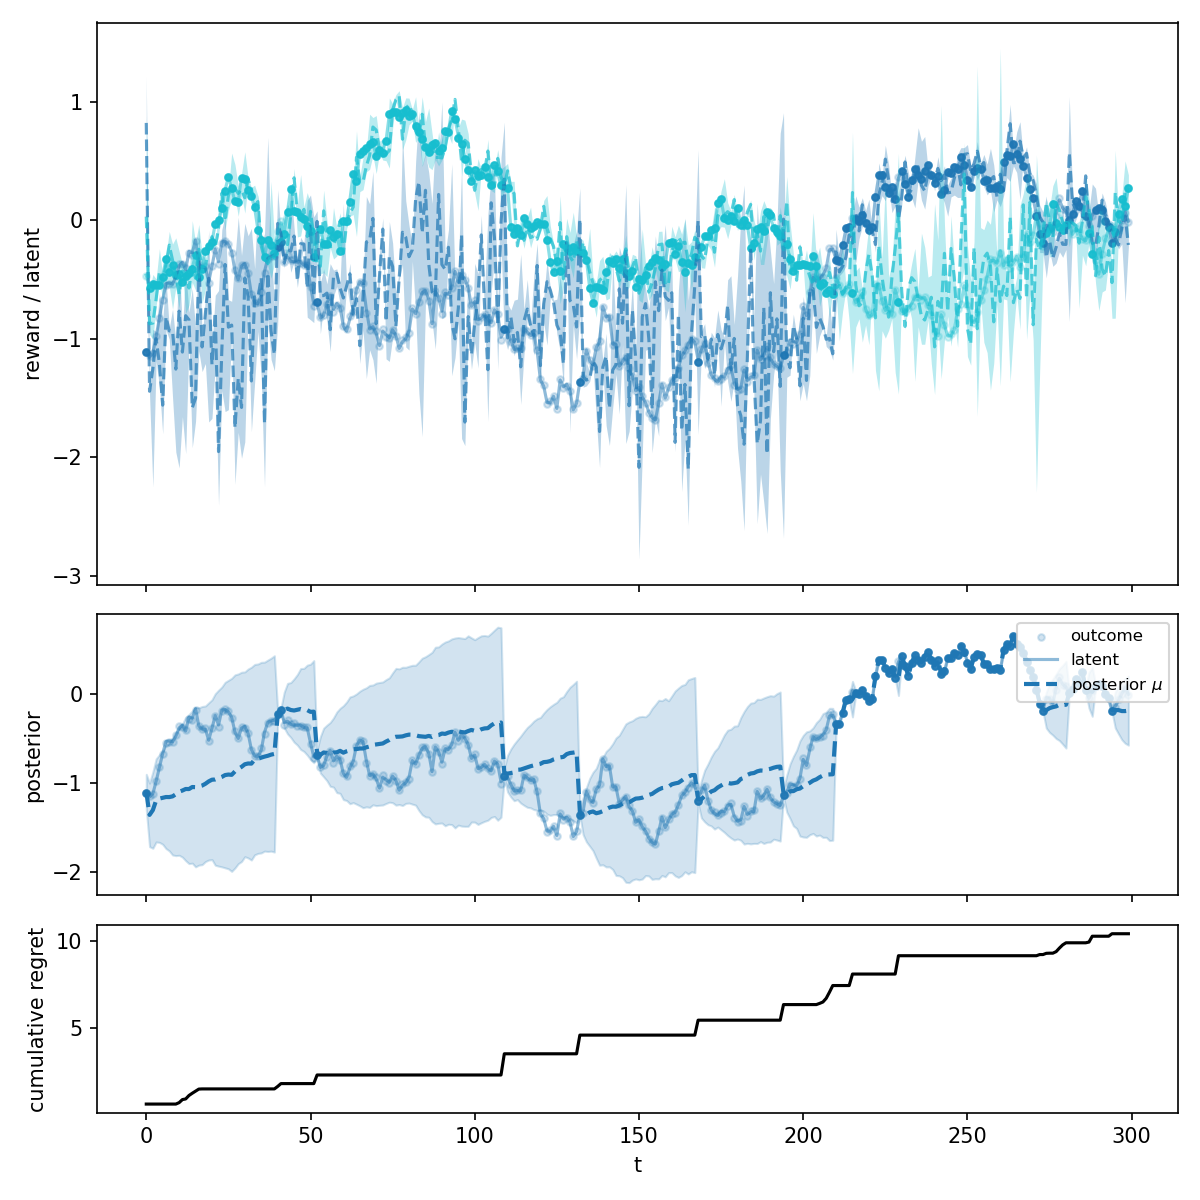 1
0
−1
−2
−3
reward / latent
0
−1
−2
posterior
outcome
latent
posterior μ
10
5
cumulative regret
0
50
100
150
200
250
300
t